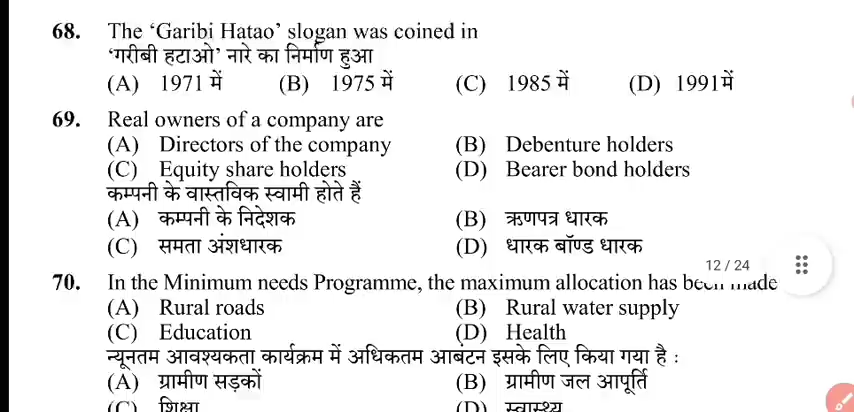 68. The ‘Garibi Hatao’ slogan was coined in
‘गरीबी हटाओ’ नारे का निर्माण हुआ
(A) 1971 में (B) 1975 में (C) 1985 में (D) 1991में
69. Real owners of a company are
(A) Directors of the company (B) Debenture holders
(C) Equity share holders (D) Bearer bond holders
कम्पनी के वास्तविक स्वामी होते हैं
(A) कम्पनी के निदेशक (B) ऋणपत्र धारक
(C) समता अंशधारक (D) धारक बॉण्ड धारक
12 / 24
70. In the Minimum needs Programme, the maximum allocation has been made
(A) Rural roads (B) Rural water supply
(C) Education (D) Health
न्यूनतम आवश्यकता कार्यक्रम में अधिकतम आबंटन इसके लिए किया गया है :
(A) ग्रामीण सड़कों (B) ग्रामीण जल आपूर्ति
(C) शिक्षा (D) स्वास्थ्य